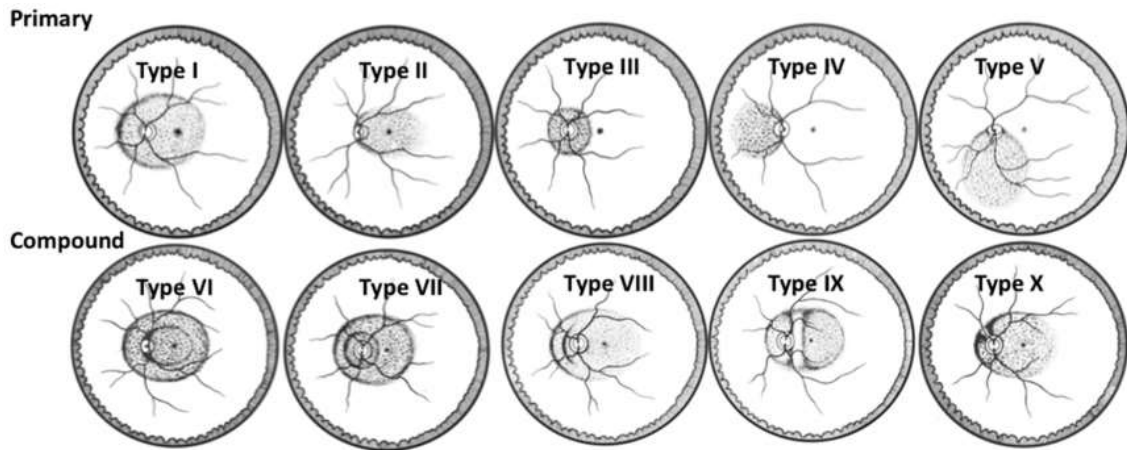 Primary
Type I
Type II
Type III
Type IV
Type V
Compound
Type VI
Type VII
Type VIII
Type IX
Type X